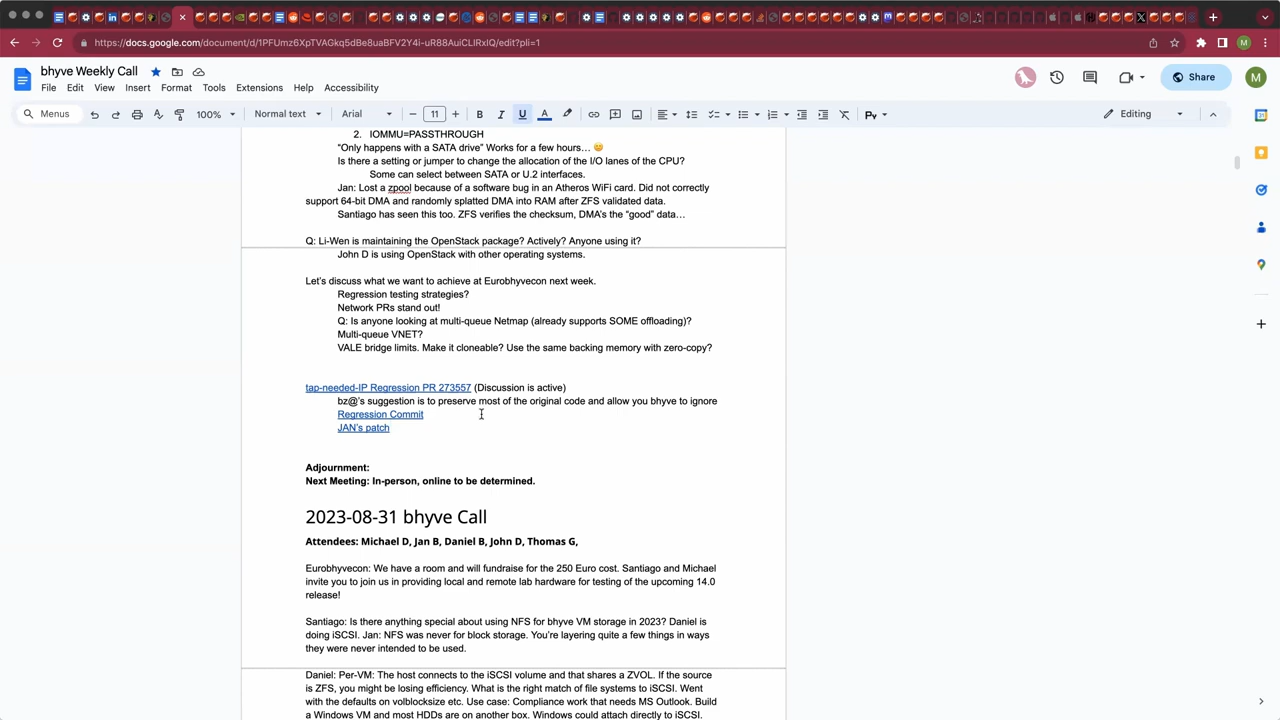 https://docs.google.com/document/d/1PFUmz6XpTVAGkq5dBe8uaBFV2Y4i-uR88AuiCLIRxIQ/edit?pli=1
M
bhyve Weekly Call
Share
M
File Edit View Insert Format Tools Extensions Help Accessibility
Menus 100% Normal text Arial 11 B I U A Editing
2. IOMMU=PASSTHROUGH
“Only happens with a SATA drive” Works for a few hours… 😀
Is there a setting or jumper to change the allocation of the I/O lanes of the CPU?
Some can select between SATA or U.2 interfaces.
Jan: Lost a zpool because of a software bug in an Atheros WiFi card. Did not correctly
support 64-bit DMA and randomly splatted DMA into RAM after ZFS validated data.
Santiago has seen this too. ZFS verifies the checksum, DMA’s the “good” data…
Q: Li-Wen is maintaining the OpenStack package? Actively? Anyone using it?
John D is using OpenStack with other operating systems.
Let’s discuss what we want to achieve at Eurobhyvecon next week.
Regression testing strategies?
Network PRs stand out!
Q: Is anyone looking at multi-queue Netmap (already supports SOME offloading)?
Multi-queue VNET?
VALE bridge limits. Make it cloneable? Use the same backing memory with zero-copy?
tap-needed-IP Regression PR 273557 (Discussion is active)
bz@’s suggestion is to preserve most of the original code and allow you bhyve to ignore
Regression Commit
JAN’s patch
Adjournment:
Next Meeting: In-person, online to be determined.
2023-08-31 bhyve Call
Attendees: Michael D, Jan B, Daniel B, John D, Thomas G,
Eurobhyvecon: We have a room and will fundraise for the 250 Euro cost. Santiago and Michael
invite you to join us in providing local and remote lab hardware for testing of the upcoming 14.0
release!
Santiago: Is there anything special about using NFS for bhyve VM storage in 2023? Daniel is
doing iSCSI. Jan: NFS was never for block storage. You’re layering quite a few things in ways
they were never intended to be used.
Daniel: Per-VM: The host connects to the iSCSI volume and that shares a ZVOL. If the source
is ZFS, you might be losing efficiency. What is the right match of file systems to iSCSI. Went
with the defaults on volblocksize etc. Use case: Compliance work that needs MS Outlook. Build
a Windows VM and most HDDs are on another box. Windows could attach directly to iSCSI.